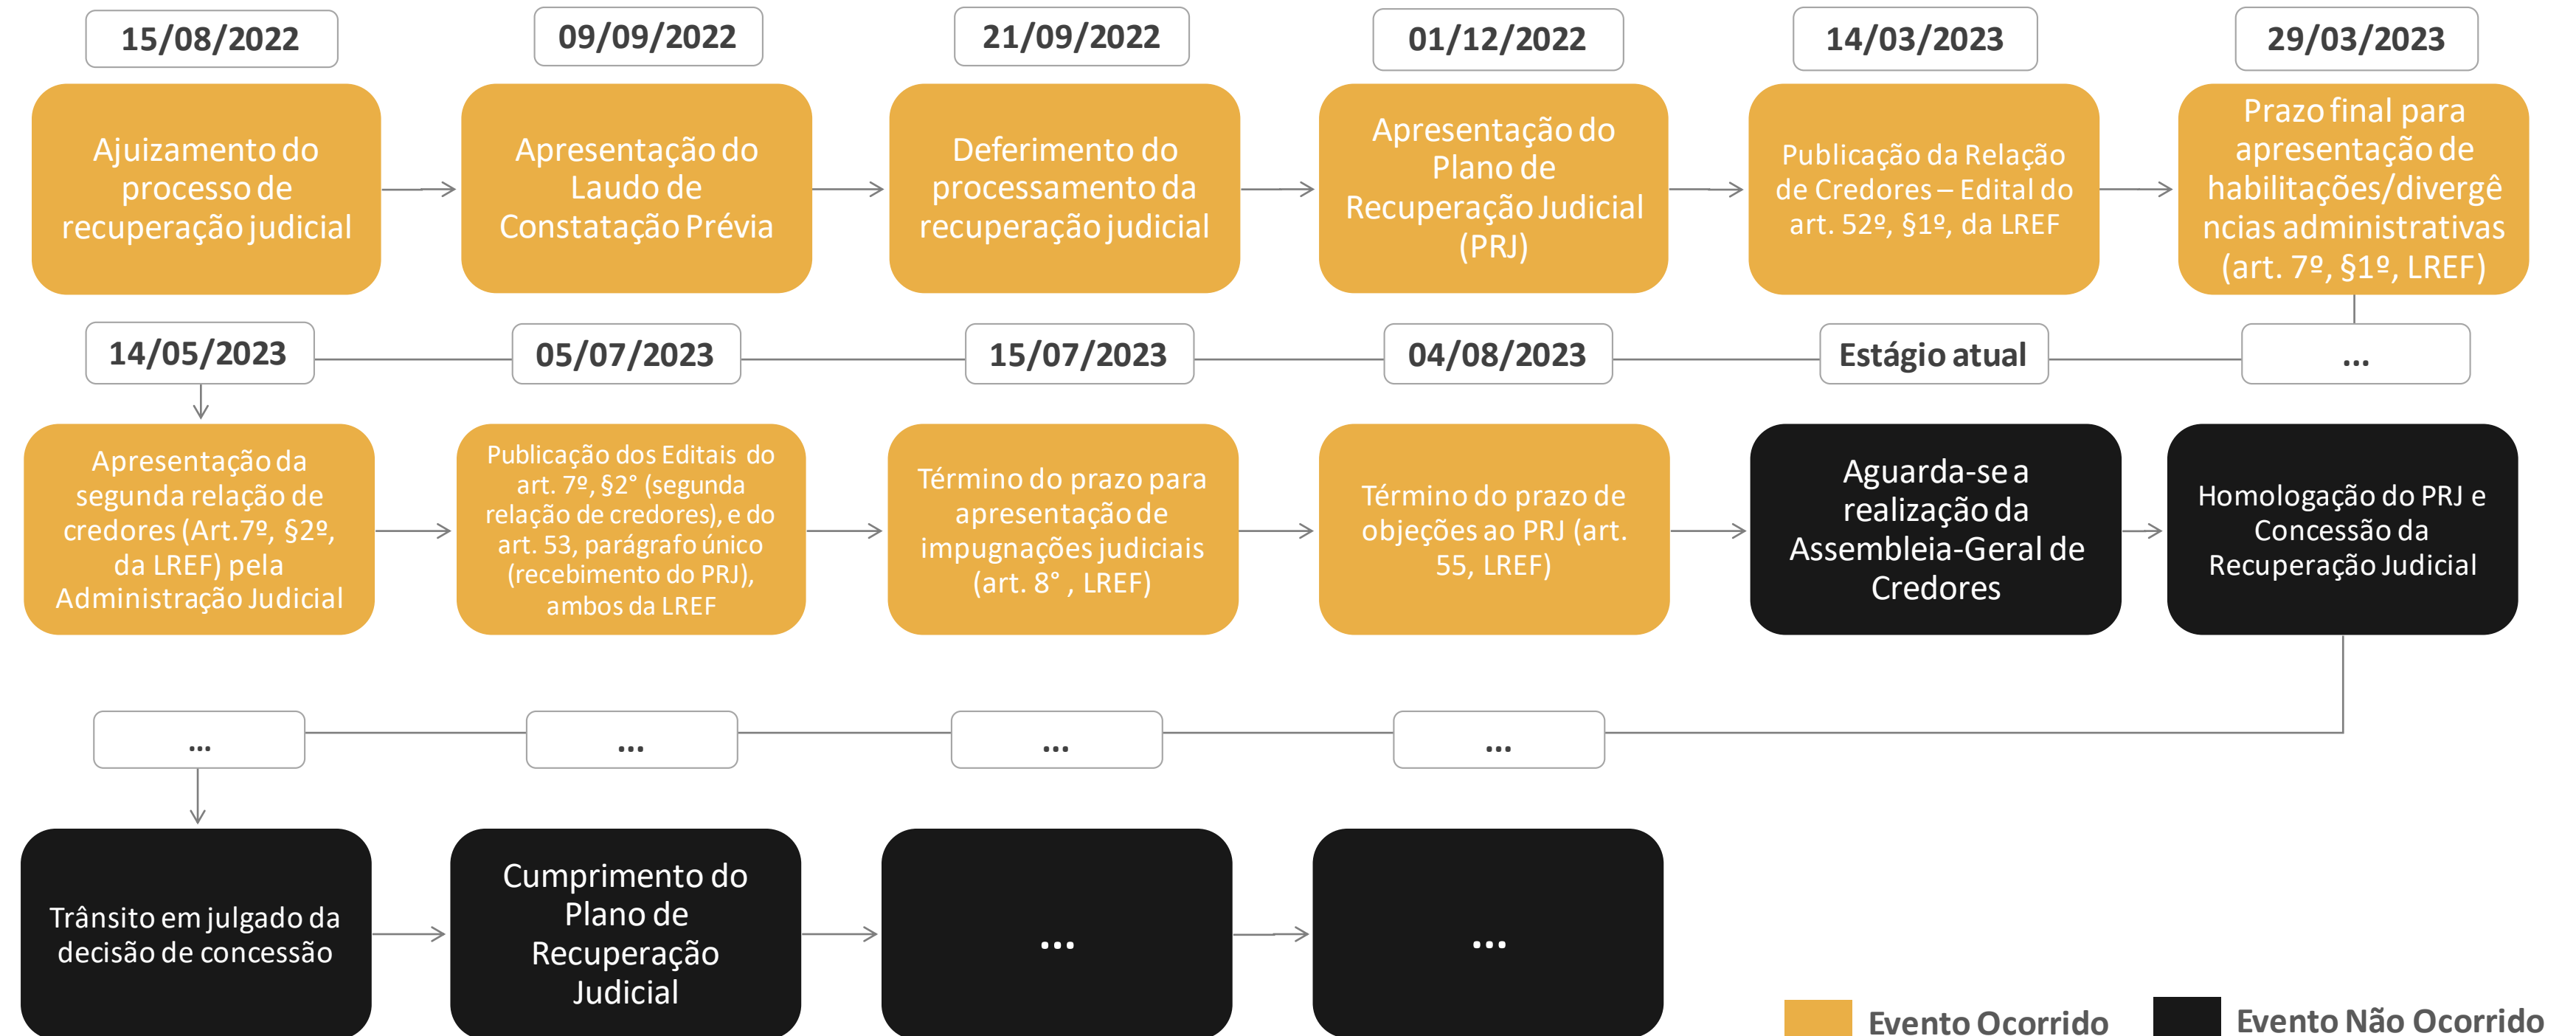 15/08/2022
09/09/2022
21/09/2022
01/12/2022
14/03/2023
29/03/2023
Ajuizamento do
processo de
recuperação judicial
Apresentação do
Laudo de
Constatação Prévia
Deferimento do
processamento da
recuperação judicial
Apresentação do
Plano de
Recuperação Judicial
(PRJ)
Publicação da Relação
de Credores – Edital do
art. 52º, §1º, da LREF
Prazo final para
apresentação de
habilitações/divergê
ncias administrativas
(art. 7º, §1º, LREF)
14/05/2023
05/07/2023
15/07/2023
04/08/2023
Estágio atual
...
Apresentação da
segunda relação de
credores (Art.7º, §2º,
da LREF) pela
Administração Judicial
Publicação dos Editais do
art. 7º, §2° (segunda
relação de credores), e do
art. 53, parágrafo único
(recebimento do PRJ),
ambos da LREF
Término do prazo para
apresentação de
impugnações judiciais
(art. 8° , LREF)
Término do prazo de
objeções ao PRJ (art.
55, LREF)
Aguarda-se a
realização da
Assembleia-Geral de
Credores
Homologação do PRJ e
Concessão da
Recuperação Judicial
...
...
...
...
Trânsito em julgado da
decisão de concessão
Cumprimento do
Plano de
Recuperação
Judicial
...
...
Evento Ocorrido
Evento Não Ocorrido